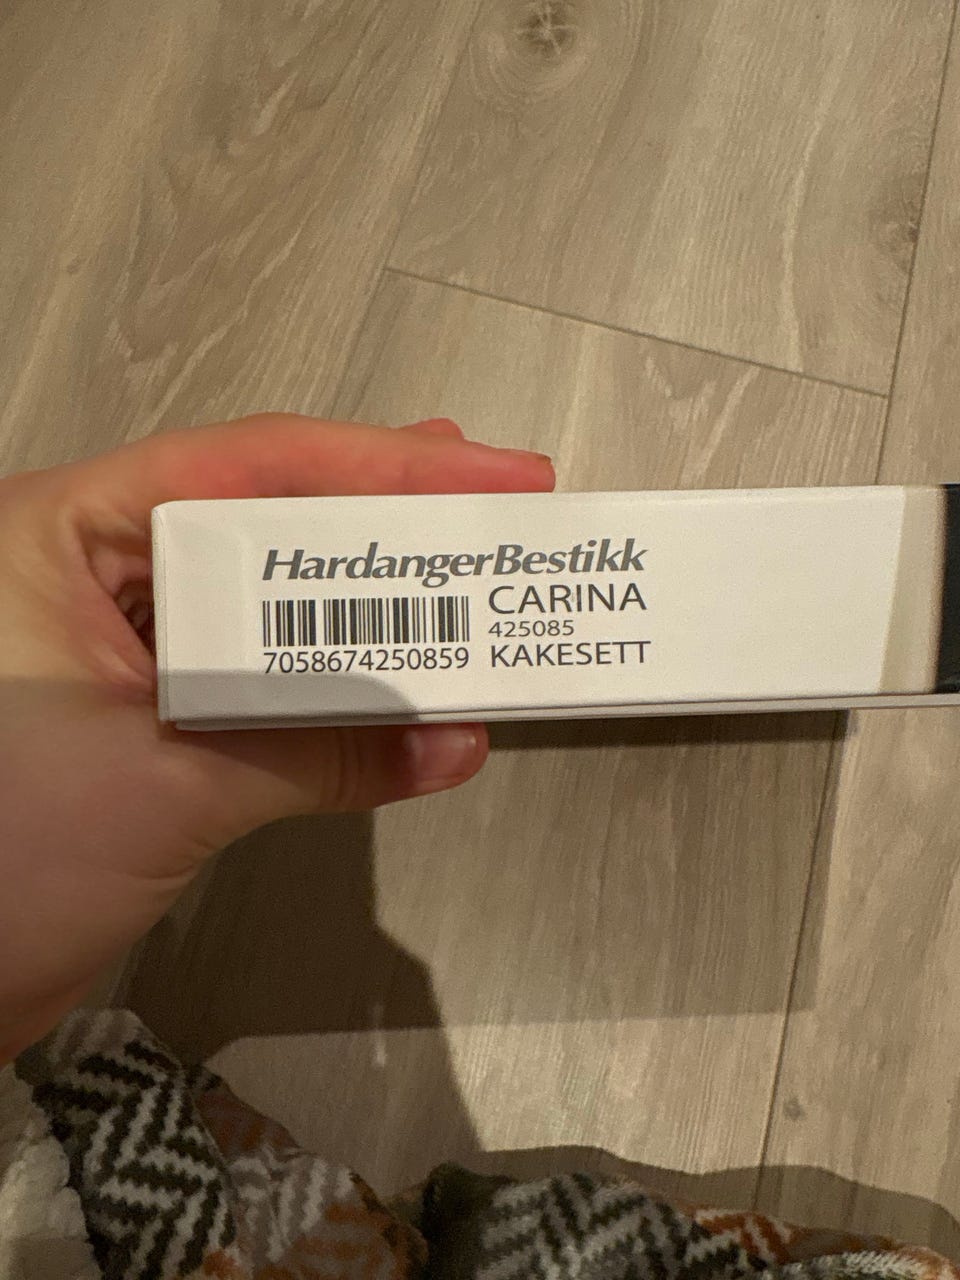 HardangerBestikk
CARINA
425085
7058674250859 KAKESETT